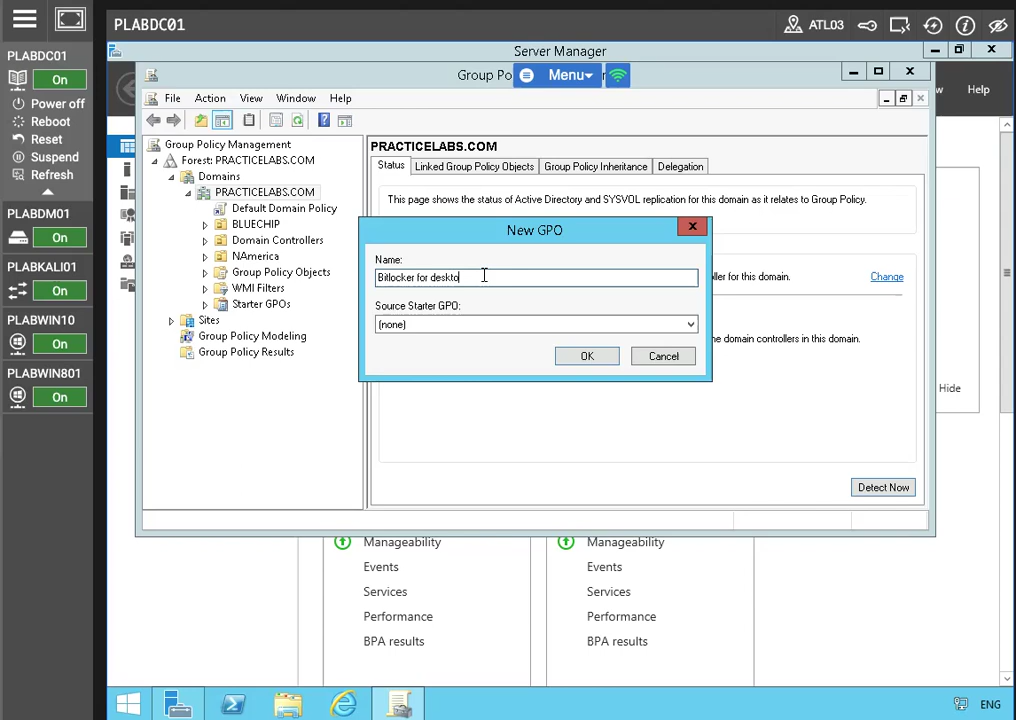 PLABDC01
ATL03
PLABDC01
On
Power off
Reboot
Reset
Suspend
Refresh
PLABDM01
On
PLABKALI01
On
PLABWIN10
On
PLABWIN801
On
Server Manager
Help
Group Po
Menu
File Action View Window Help
Group Policy Management
Forest: PRACTICELABS.COM
Domains
PRACTICELABS.COM
Default Domain Policy
BLUECHIP
Domain Controllers
NAmerica
Group Policy Objects
WMI Filters
Starter GPOs
Sites
Group Policy Modeling
Group Policy Results
PRACTICELABS.COM
Status Linked Group Policy Objects Group Policy Inheritance Delegation
This page shows the status of Active Directory and SYSVOL replication for this domain as it relates to Group Policy.
ller for this domain. Change
he domain controllers in this domain.
New GPO
Name:
Bitlocker for deskto
Source Starter GPO:
(none)
OK Cancel
Detect Now
Hide
Manageability
Events
Services
Performance
BPA results
Manageability
Events
Services
Performance
BPA results
ENG